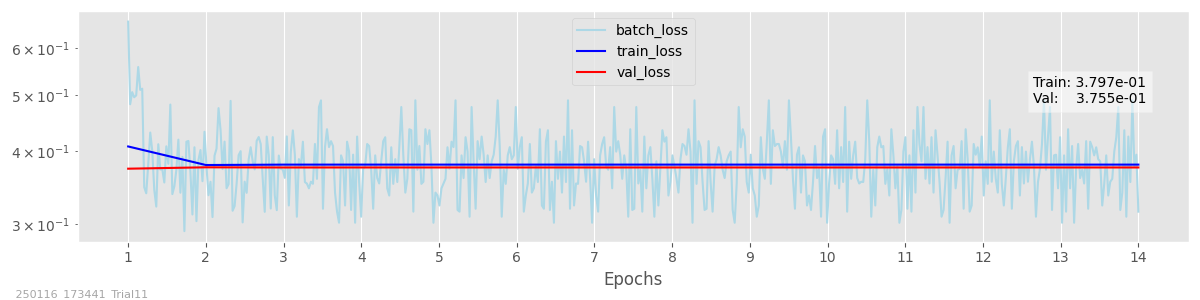 6 × 10⁻¹
5 × 10⁻¹
4 × 10⁻¹
3 × 10⁻¹
batch_loss
train_loss
val_loss
Train: 3.797e-01
Val: 3.755e-01
1 2 3 4 5 6 7 8 9 10 11 12 13 14
Epochs
250116_173441_Trial11